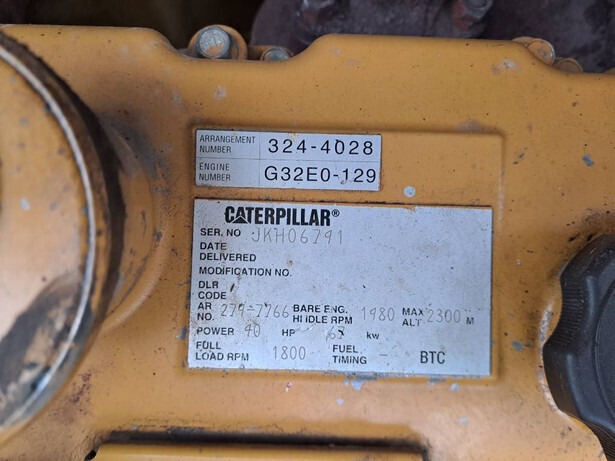 ARRANGEMENT NUMBER 324-4028
ENGINE NUMBER G32E0-129
CATERPILLAR®
SER. NO JKH06791
DATE DELIVERED
MODIFICATION NO.
DLR CODE
AR NO. 279-7766 BARE ENG. HI IDLE RPM 1980 MAX ALT 2300 M
POWER 90 HP 67 kw
FULL LOAD RPM 1800 FUEL TIMING - BTC